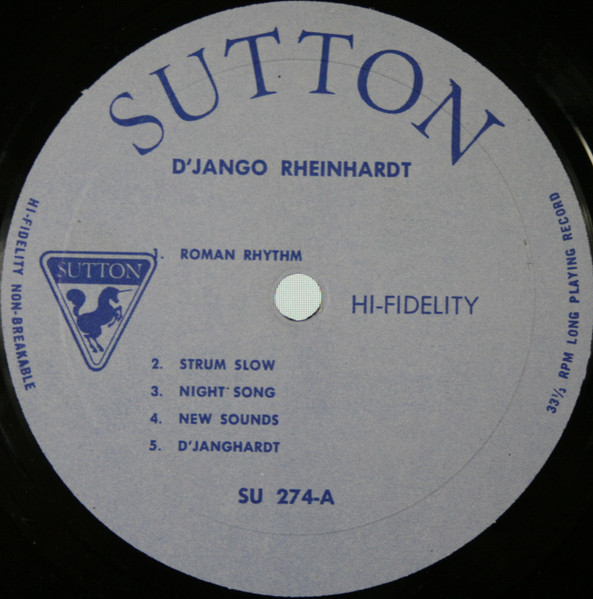 SUTTON
D'JANGO RHEINHARDT
1. ROMAN RHYTHM
SUTTON
HI-FIDELITY
2. STRUM SLOW
3. NIGHT SONG
4. NEW SOUNDS
5. D'JANGHARDT
SU 274-A
HI-FIDELITY NON-BREAKABLE
33⅓ RPM LONG PLAYING RECORD